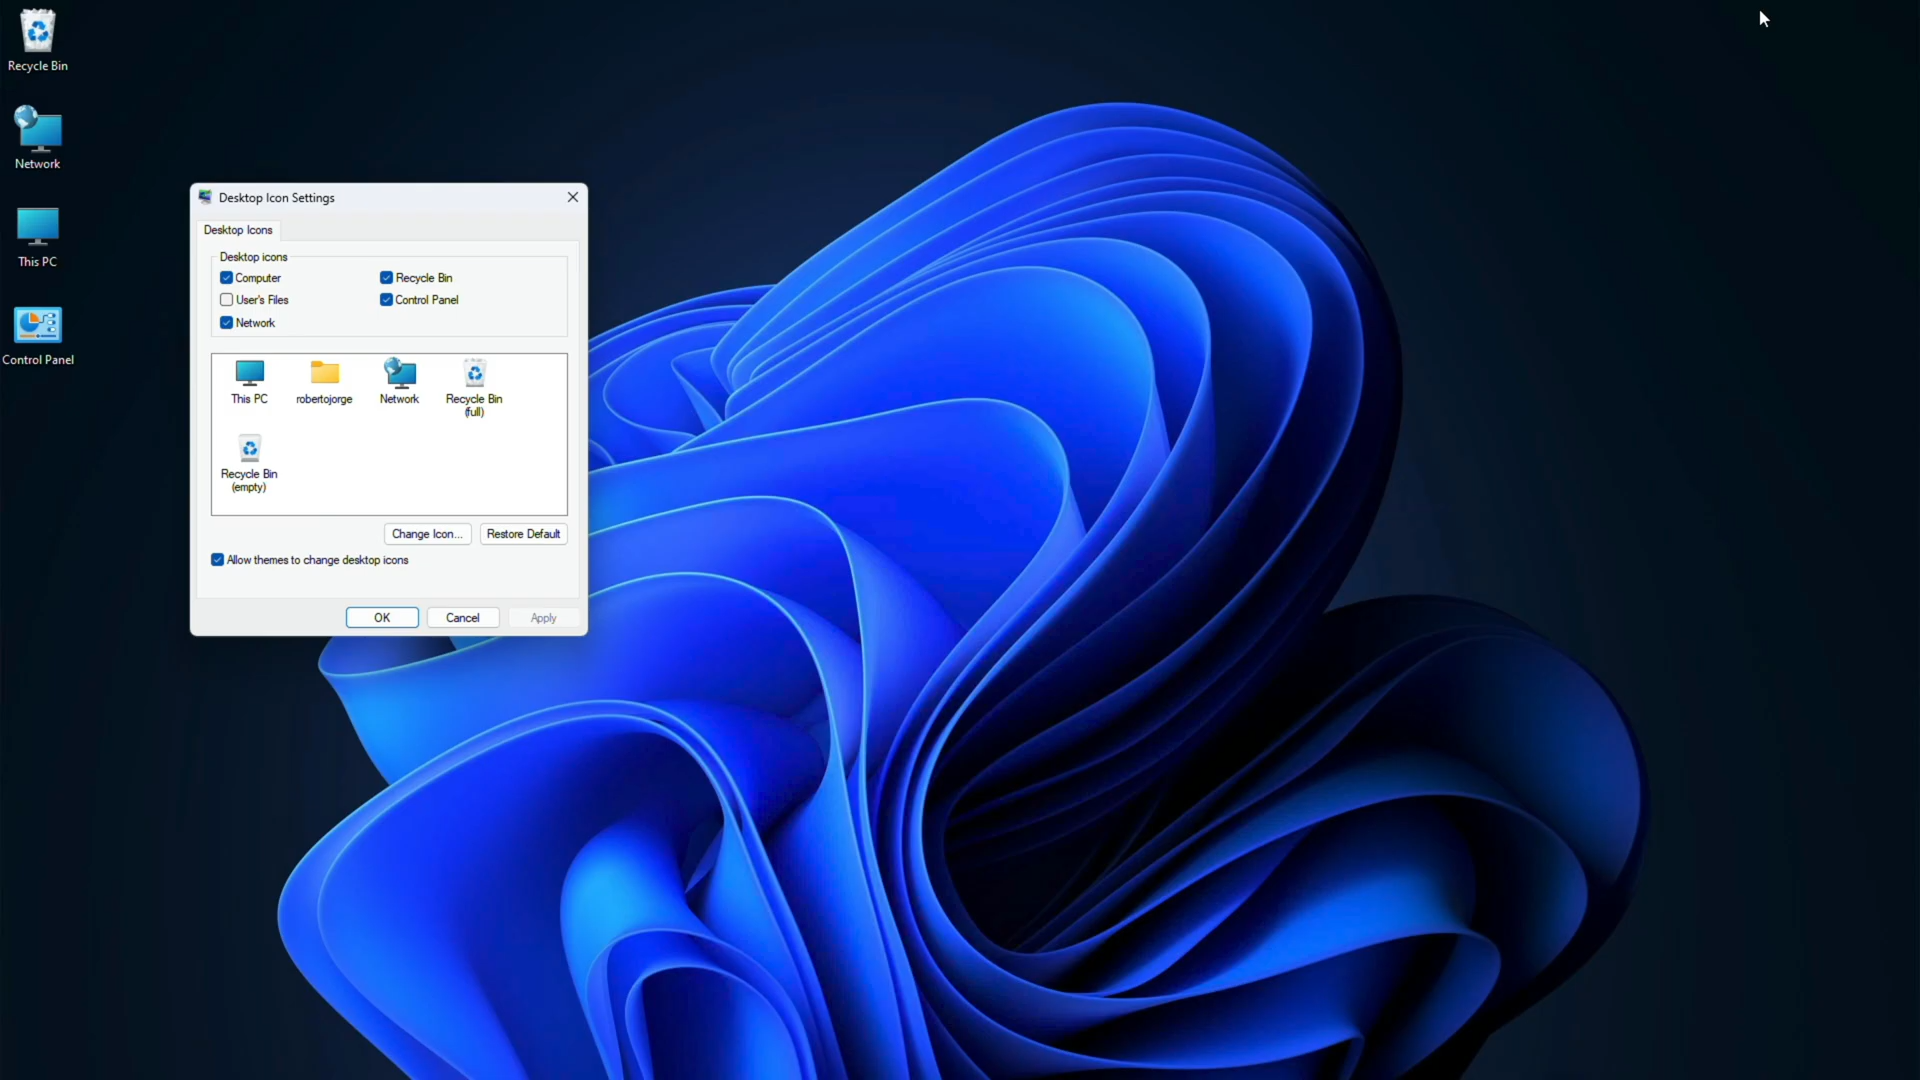 Recycle Bin
Network
This PC
Control Panel
Desktop Icon Settings
Desktop Icons
Desktop icons
Computer
Recycle Bin
User's Files
Control Panel
Network
This PC
robertojorge
Network
Recycle Bin
(full)
Recycle Bin
(empty)
Change Icon...
Restore Default
Allow themes to change desktop icons
OK
Cancel
Apply